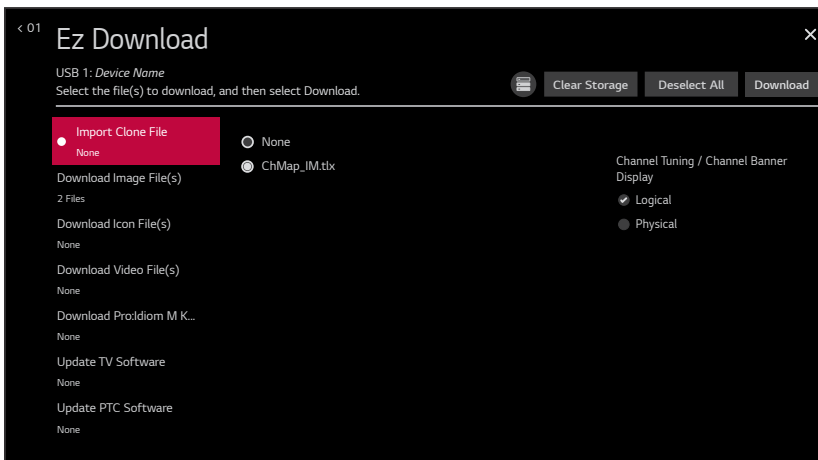 < 01
Ez Download
USB 1: Device Name
Select the file(s) to download, and then select Download.
Clear Storage
Deselect All
Download
Import Clone File
None
Download Image File(s)
2 Files
Download Icon File(s)
None
Download Video File(s)
None
Download Pro:Idiom M K...
None
Update TV Software
None
Update PTC Software
None
None
ChMap_IM.tlx
Channel Tuning / Channel Banner
Display
Logical
Physical